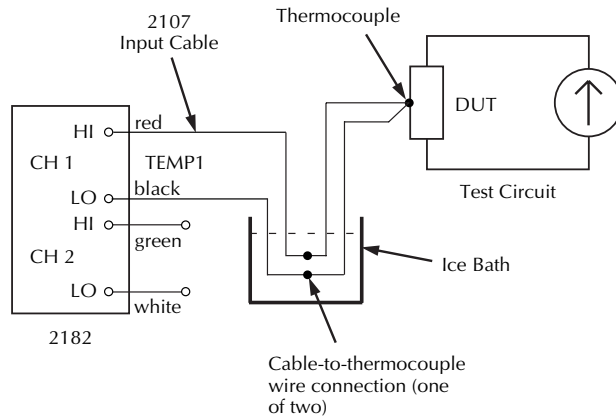 2107
Input Cable
Thermocouple
DUT
Test Circuit
HI
red
CH 1
TEMP1
LO
black
HI
green
CH 2
LO
white
2182
Ice Bath
Cable-to-thermocouple
wire connection (one
of two)